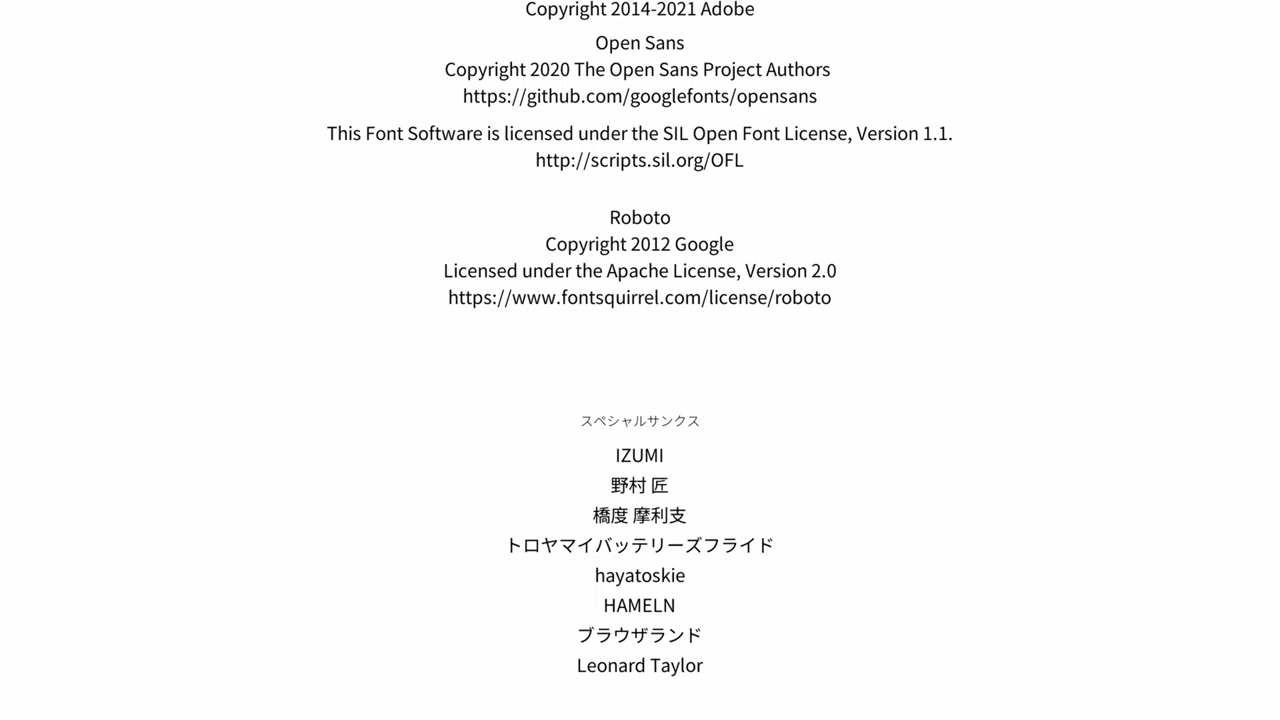 Copyright 2014-2021 Adobe
Open Sans
Copyright 2020 The Open Sans Project Authors
https://github.com/googlefonts/opensans
This Font Software is licensed under the SIL Open Font License, Version 1.1.
http://scripts.sil.org/OFL
Roboto
Copyright 2012 Google
Licensed under the Apache License, Version 2.0
https://www.fontsquirrel.com/license/roboto
スペシャルサンクス
IZUMI
野村 匠
橋度 摩利支
トロヤマイバッテリーズフライド
hayatoskie
HAMELN
ブラウザランド
Leonard Taylor